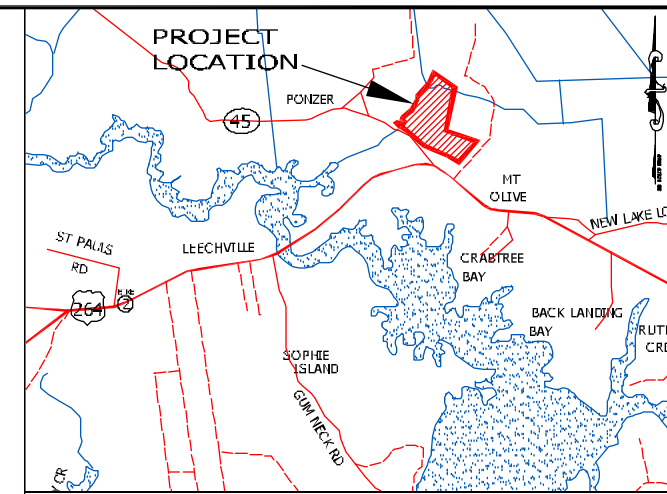 PROJECT
LOCATION
PONZER
45
MT
OLIVE
NEW LAKE
ST PAULS
RD
LEECHVILLE
CRABTREE
BAY
264
2
BACK LANDING
BAY
SOPHIE
ISLAND
GUM NECK RD